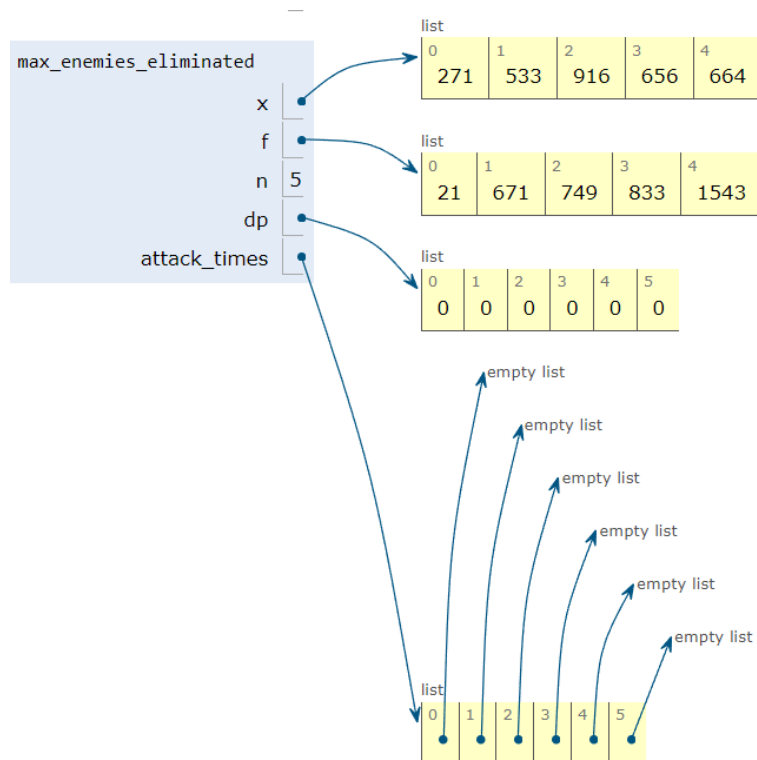 max_enemies_eliminated
x
f
n 5
dp
attack_times
list
0 1 2 3 4
271 533 916 656 664
list
0 1 2 3 4
21 671 749 833 1543
list
0 1 2 3 4 5
0 0 0 0 0 0
empty list
empty list
empty list
empty list
empty list
empty list
list
0 1 2 3 4 5